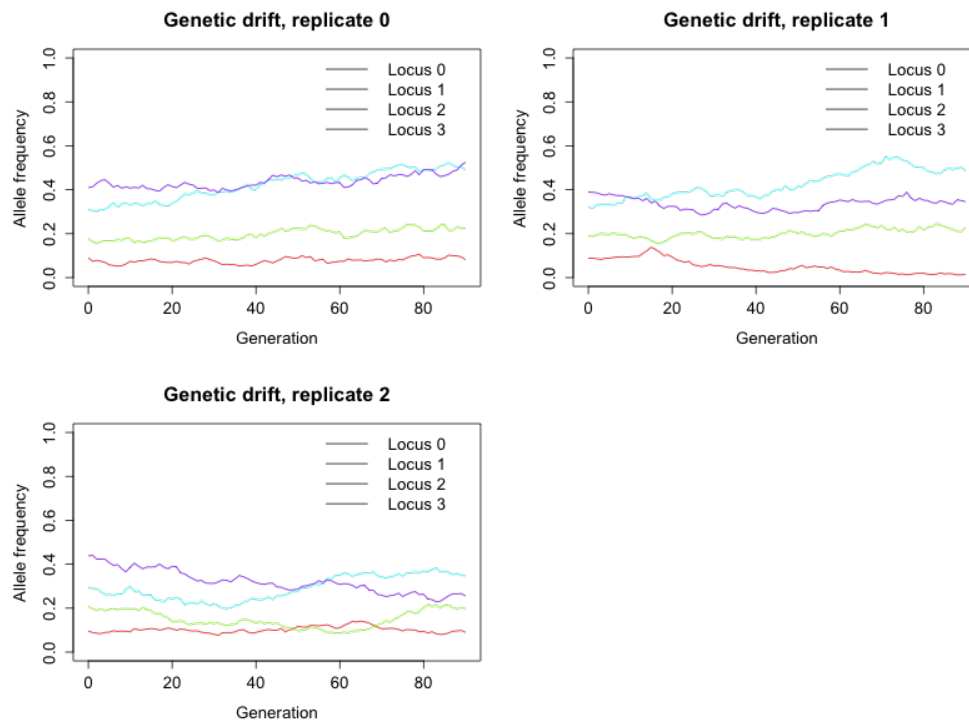 Genetic drift, replicate 0
Allele frequency
1.0
0.8
0.6
0.4
0.2
0.0
Locus 0
Locus 1
Locus 2
Locus 3
0 20 40 60 80
Generation
Genetic drift, replicate 1
Allele frequency
1.0
0.8
0.6
0.4
0.2
0.0
Locus 0
Locus 1
Locus 2
Locus 3
0 20 40 60 80
Generation
Genetic drift, replicate 2
Allele frequency
1.0
0.8
0.6
0.4
0.2
0.0
Locus 0
Locus 1
Locus 2
Locus 3
0 20 40 60 80
Generation